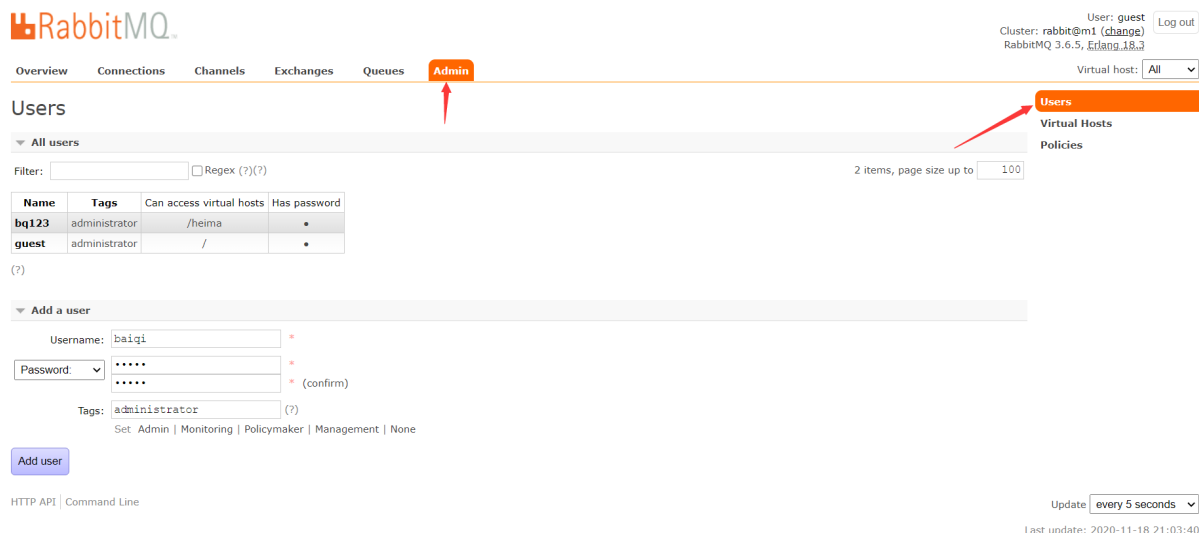 RabbitMQ
User: guest
Log out
Cluster: rabbit@m1 (change)
RabbitMQ 3.6.5, Erlang 18.3
Overview Connections Channels Exchanges Queues Admin
Virtual host: All
Users
Users
Virtual Hosts
Policies
All users
Filter: Regex (?)(?)
2 items, page size up to 100
Name Tags Can access virtual hosts Has password
bq123 administrator /heima ●
guest administrator / ●
(?)
Add a user
Username: baiqi *
Password: ••••• *
••••• * (confirm)
Tags: administrator (?)
Set Admin | Monitoring | Policymaker | Management | None
Add user
HTTP API | Command Line
Update every 5 seconds
Last update: 2020-11-18 21:03:40